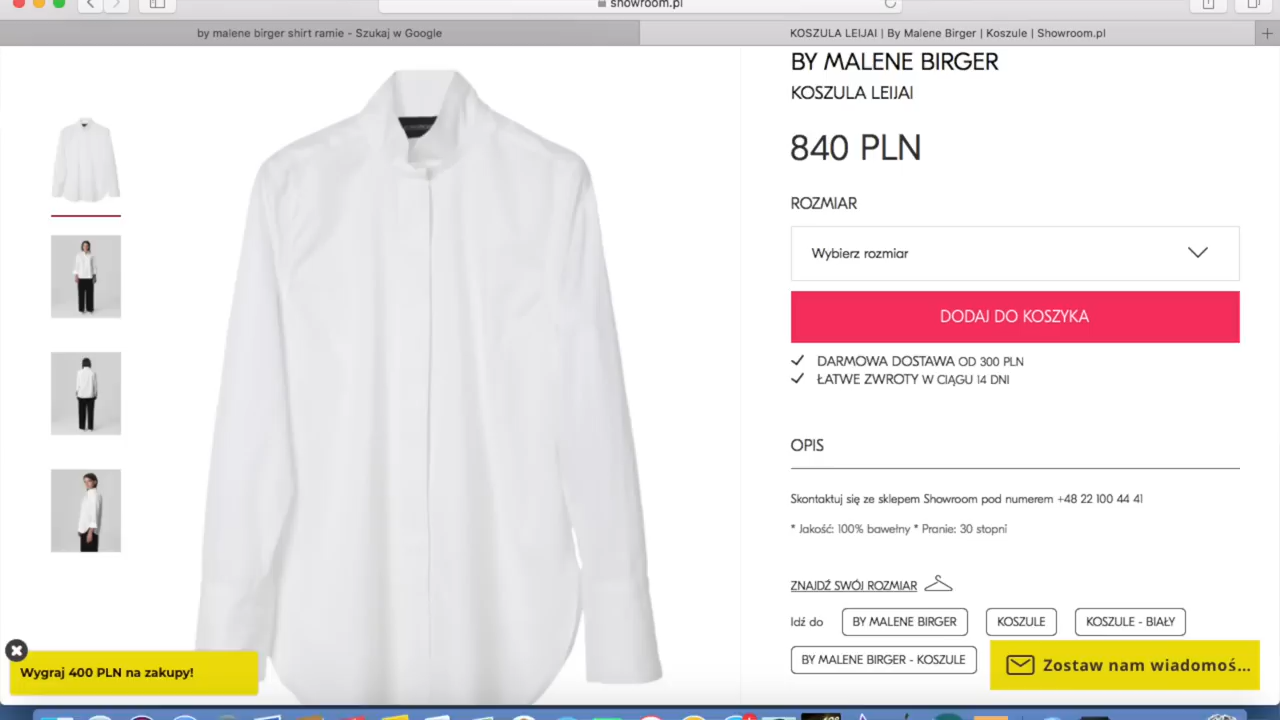 showroom.pl
by malene birger shirt ramie - Szukaj w Google
KOSZULA LEIJAI | By Malene Birger | Koszule | Showroom.pl
BY MALENE BIRGER
KOSZULA LEIJAI
840 PLN
ROZMIAR
Wybierz rozmiar
DODAJ DO KOSZYKA
DARMOWA DOSTAWA OD 300 PLN
ŁATWE ZWROTY W CIĄGU 14 DNI
OPIS
Skontaktuj się ze sklepem Showroom pod numerem +48 22 100 44 41
* Jakość: 100% bawełny * Pranie: 30 stopni
ZNAJDŹ SWÓJ ROZMIAR
Idź do BY MALENE BIRGER KOSZULE KOSZULE - BIAŁY
BY MALENE BIRGER - KOSZULE
Zostaw nam wiadomoś...
Wygraj 400 PLN na zakupy!